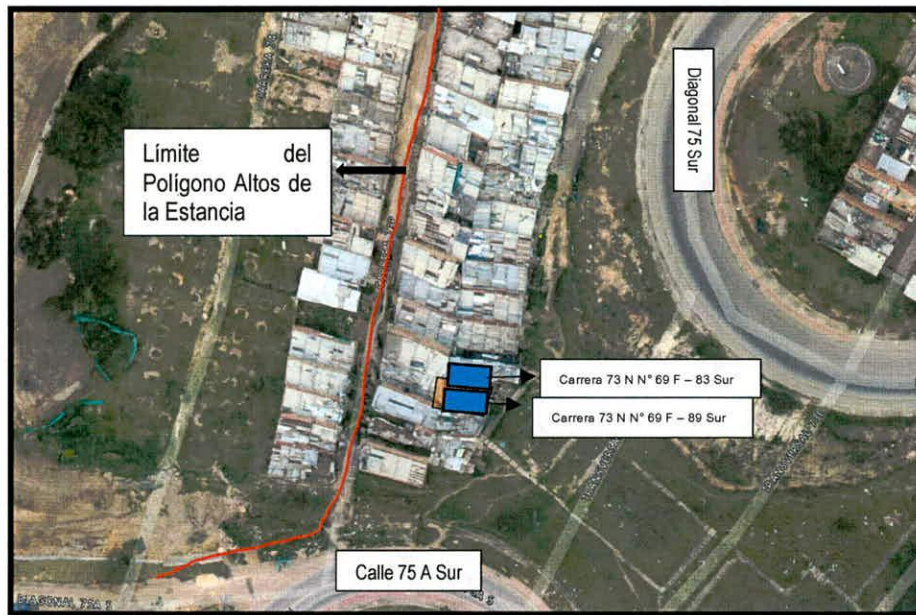 Límite del
Polígono Altos de
la Estancia
Diagonal 75 Sur
Carrera 73 N N° 69 F – 83 Sur
Carrera 73 N N° 69 F – 89 Sur
Calle 75 A Sur
DIAGONAL 75A S